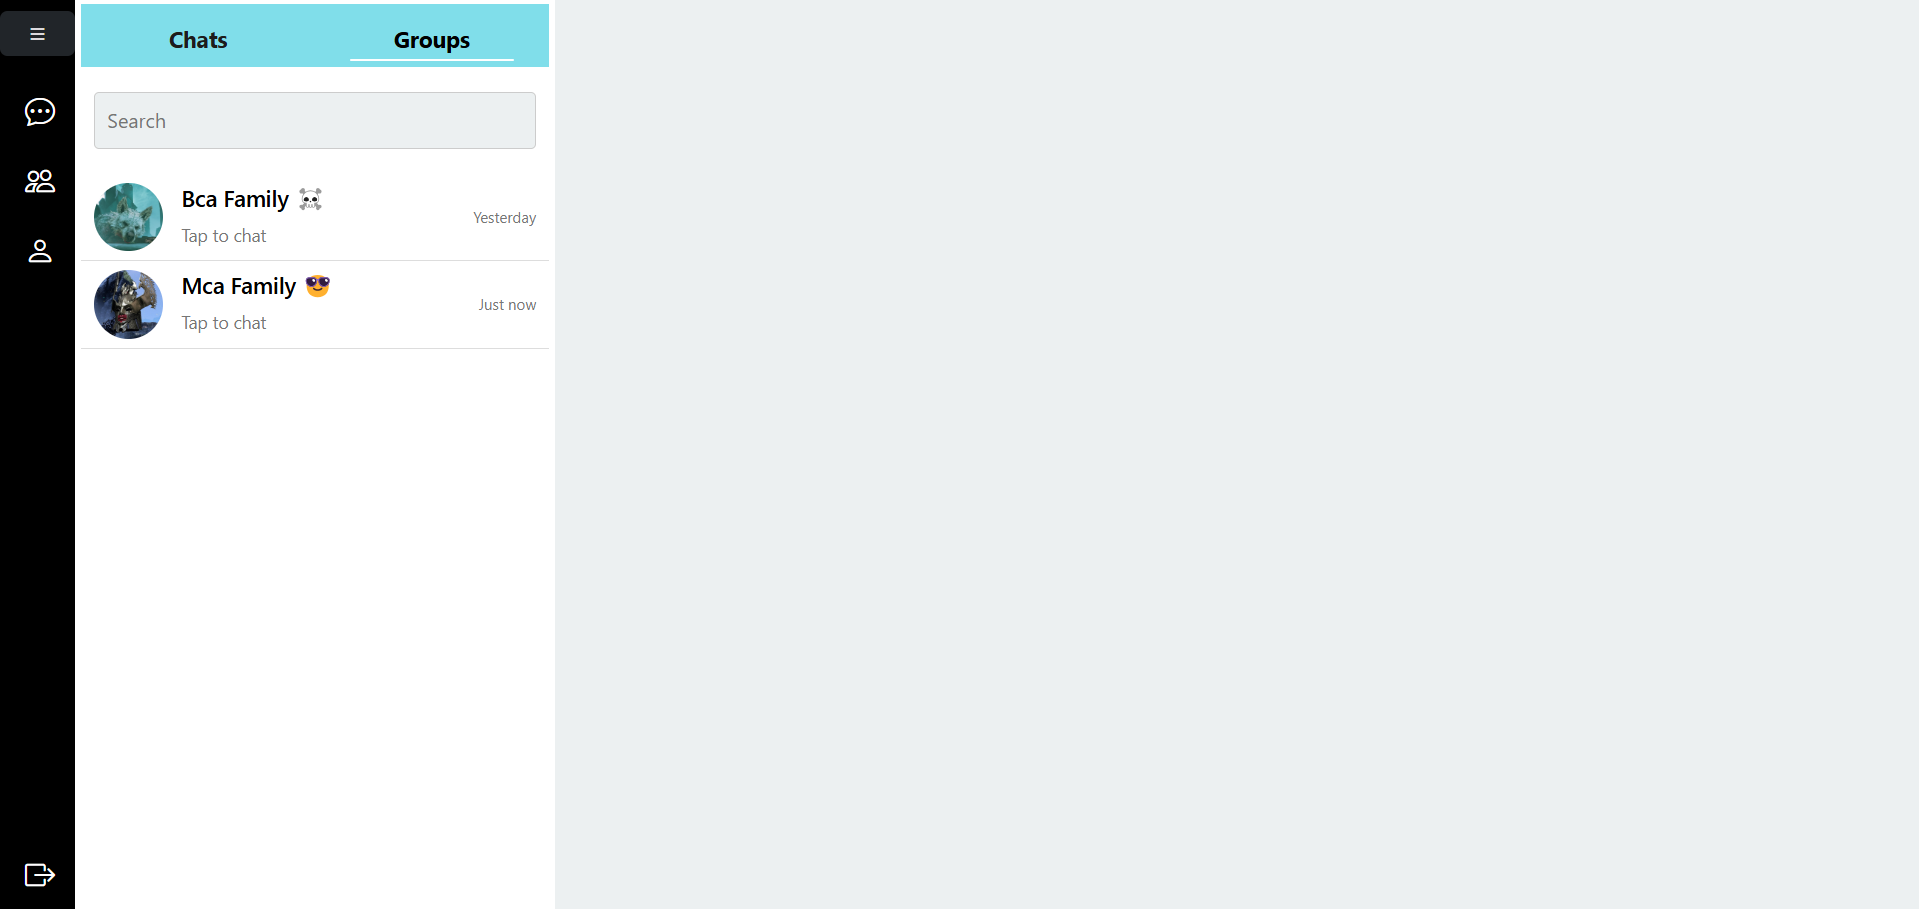 Chats
Groups
Search
Bca Family ☠️
Tap to chat
Yesterday
Mca Family 😎
Tap to chat
Just now